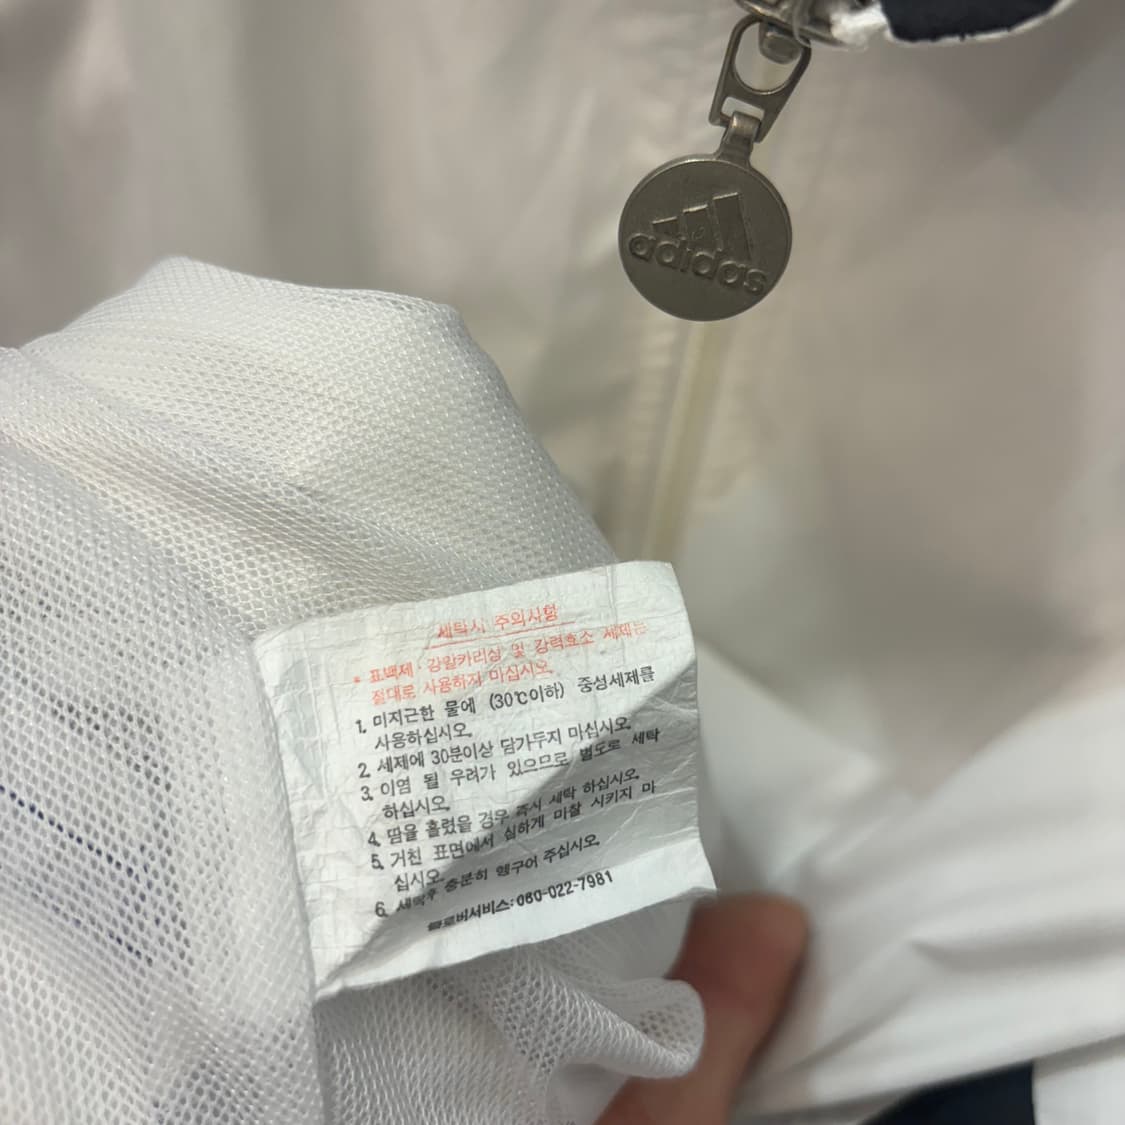 adidas
세탁시 주의사항
* 표백제·강알카리성 및 강력효소 세제는
절대로 사용하지 마십시오.
1. 미지근한 물에 (30℃이하) 중성세제를
사용하십시오.
2. 세제에 30분이상 담가두지 마십시오.
3. 이염 될 우려가 있으므로 별도로 세탁
하십시오.
4. 땀을 흘렸을 경우 즉시 세탁 하십시오.
5. 거친 표면에서 심하게 마찰 시키지 마
십시오.
6. 세탁후 충분히 헹구어 주십시오.
클로버서비스: 080-022-7981